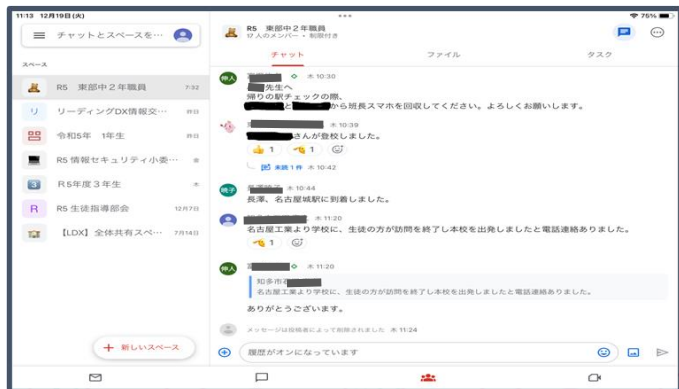 11:13 12月19日(火)
75%
チャットとスペースを…
スペース
R5 東部中2年職員
7:32
リ
リーディングDX情報交…
昨日
令和5年 1年生
昨日
R5 情報セキュリティ小委…
金
3
R5年度3年生
木
R
R5 生徒指導部会
12月7日
【LDX】全体共有スペ…
7月14日
新しいスペース
R5 東部中2年職員
17人のメンバー・制限付き
チャット
ファイル
タスク
伸人
木 10:30
先生へ
帰りの駅チェックの際、
と から班長スマホを回収してください。よろしくお願いします。
木 10:39
さんが登校しました。
1
1
未読1件 木 10:42
木 10:44
長澤、名古屋城駅に到着しました。
木 11:20
名古屋工業より学校に、生徒の方が訪問を終了し本校を出発しましたと電話連絡ありました。
1
伸人
木 11:20
知多市
名古屋工業より学校に、生徒の方が訪問を終了し本校を出発しましたと電話連絡ありました。
ありがとうございます。
メッセージは投稿者によって削除されました 木 11:24
履歴がオンになっています